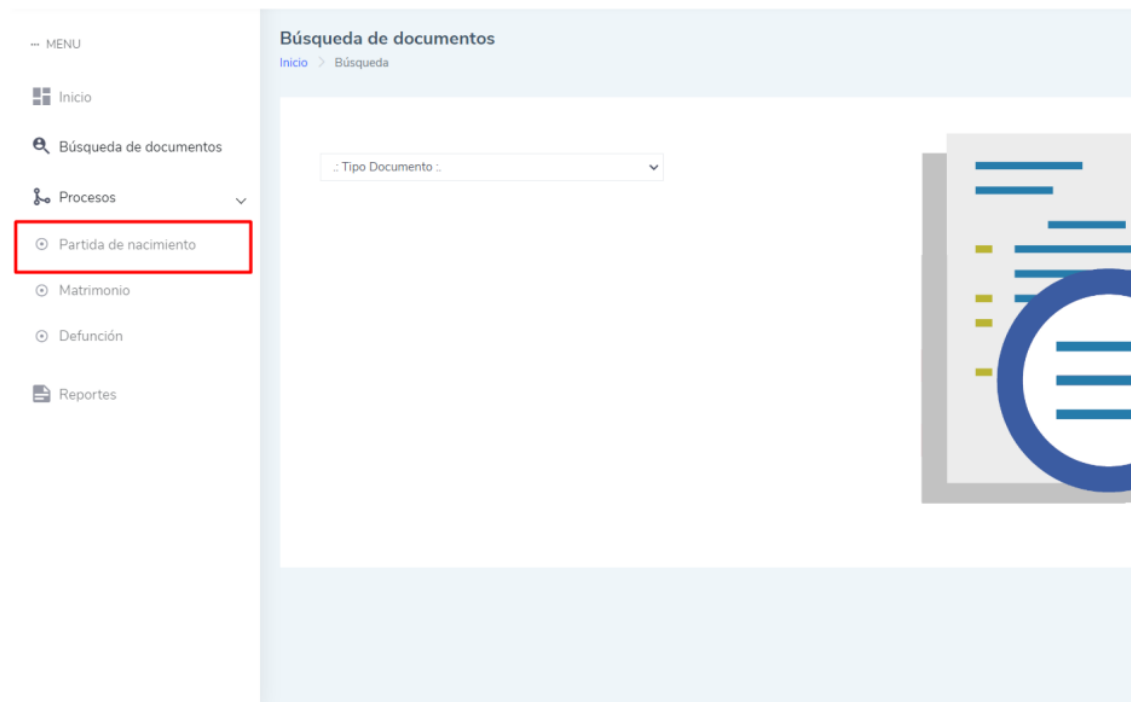 ··· MENU
Inicio
Búsqueda de documentos
Procesos
Partida de nacimiento
Matrimonio
Defunción
Reportes
Búsqueda de documentos
Inicio > Búsqueda
.: Tipo Documento :.